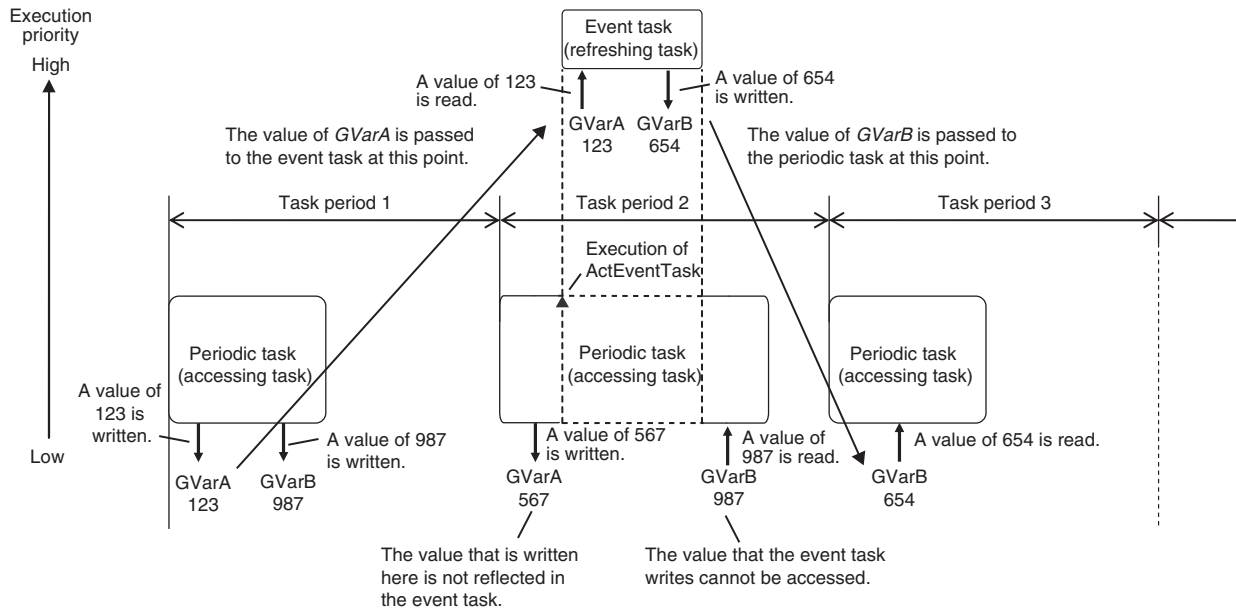 Execution
priority
High
Low
Event task
(refreshing task)
A value of 123
is read.
A value of 654
is written.
GVarA
123
GVarB
654
The value of GVarA is passed
to the event task at this point.
The value of GVarB is passed to
the periodic task at this point.
Task period 1
Task period 2
Task period 3
Execution of
ActEventTask
Periodic task
(accessing task)
Periodic task
(accessing task)
Periodic task
(accessing task)
A value of
123 is
written.
A value of 987
is written.
A value of 567
is written.
A value of
987 is read.
A value of 654 is read.
GVarA
123
GVarB
987
GVarA
567
GVarB
987
GVarB
654
The value that is written
here is not reflected in
the event task.
The value that the event task
writes cannot be accessed.